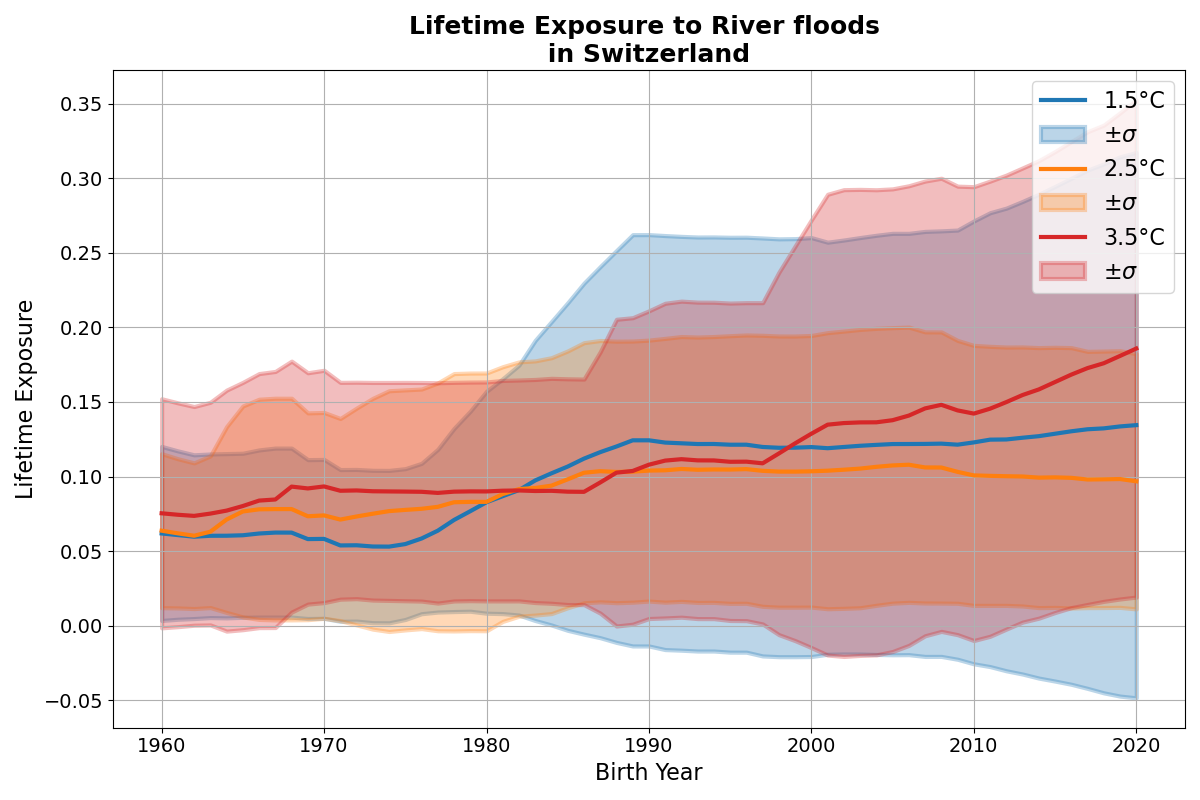 Lifetime Exposure to River floods
in Switzerland
0.35
0.30
0.25
0.20
0.15
0.10
0.05
0.00
−0.05
Lifetime Exposure
1.5°C
±σ
2.5°C
±σ
3.5°C
±σ
1960 1970 1980 1990 2000 2010 2020
Birth Year